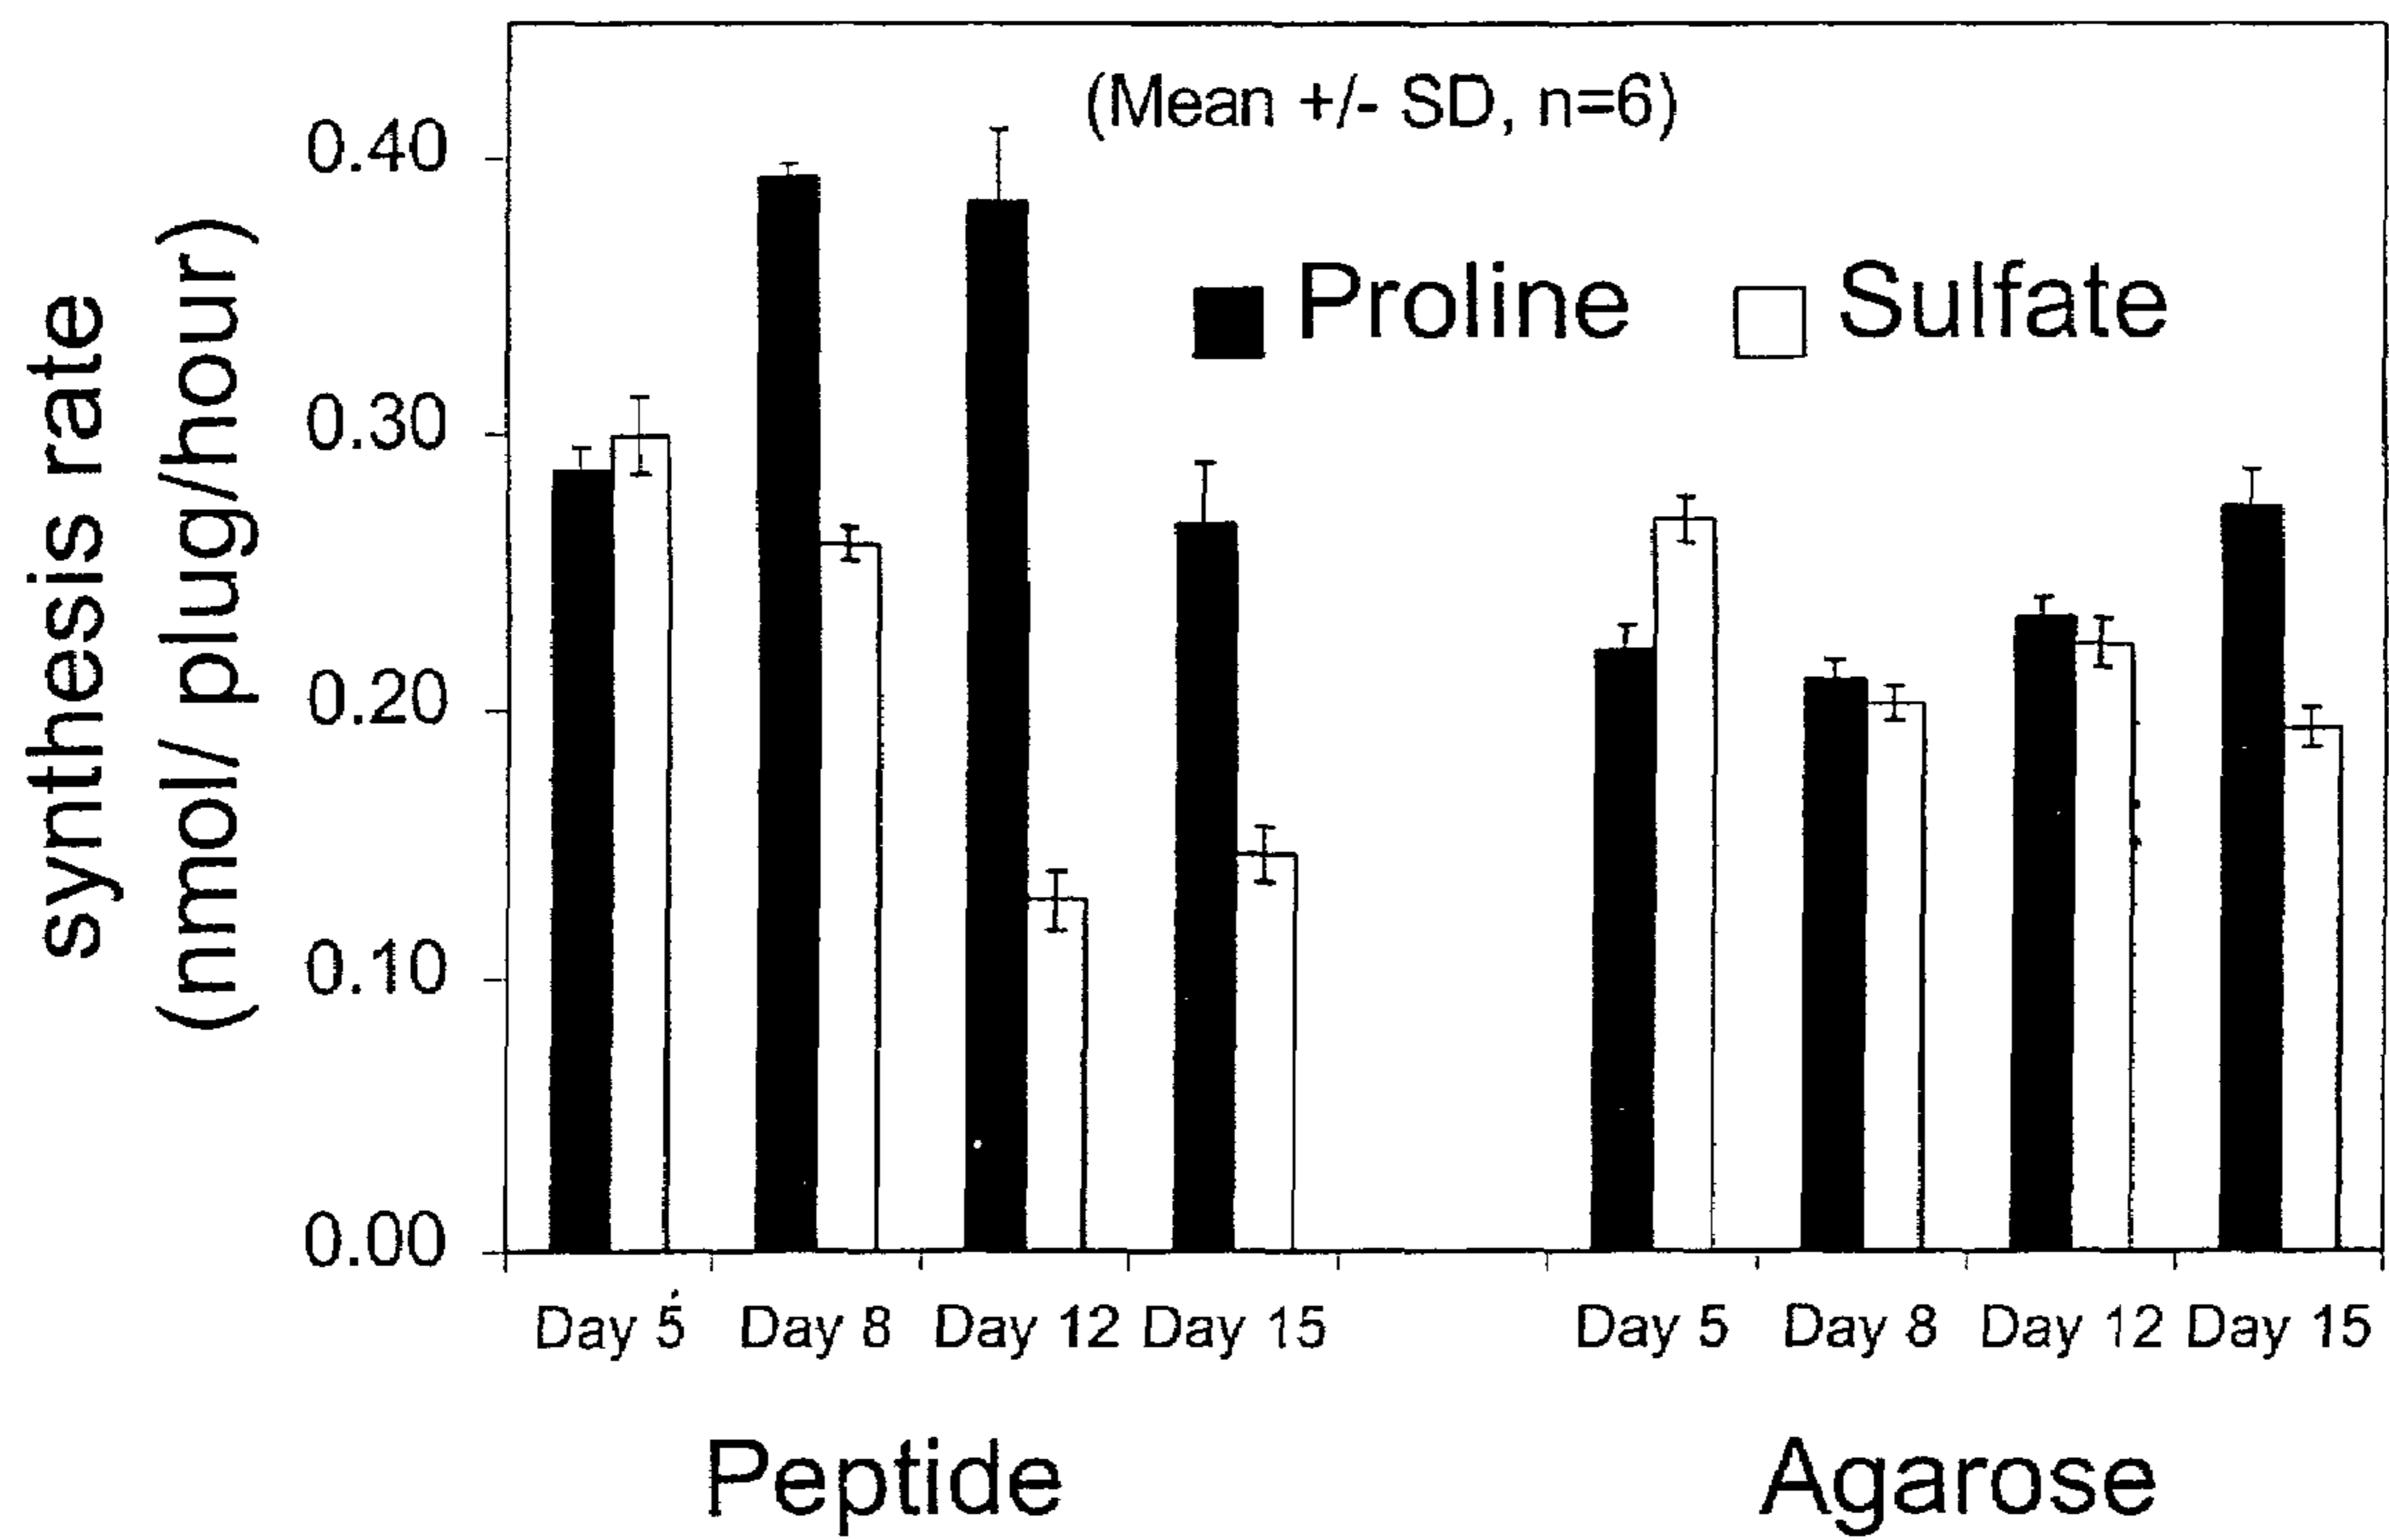 synthesis rate
(nmol/ plug/hour)
(Mean +/- SD, n=6)
Proline
Sulfate
0.40
0.30
0.20
0.10
0.00
Day 5
Day 8
Day 12
Day 15
Day 5
Day 8
Day 12
Day 15
Peptide
Agarose